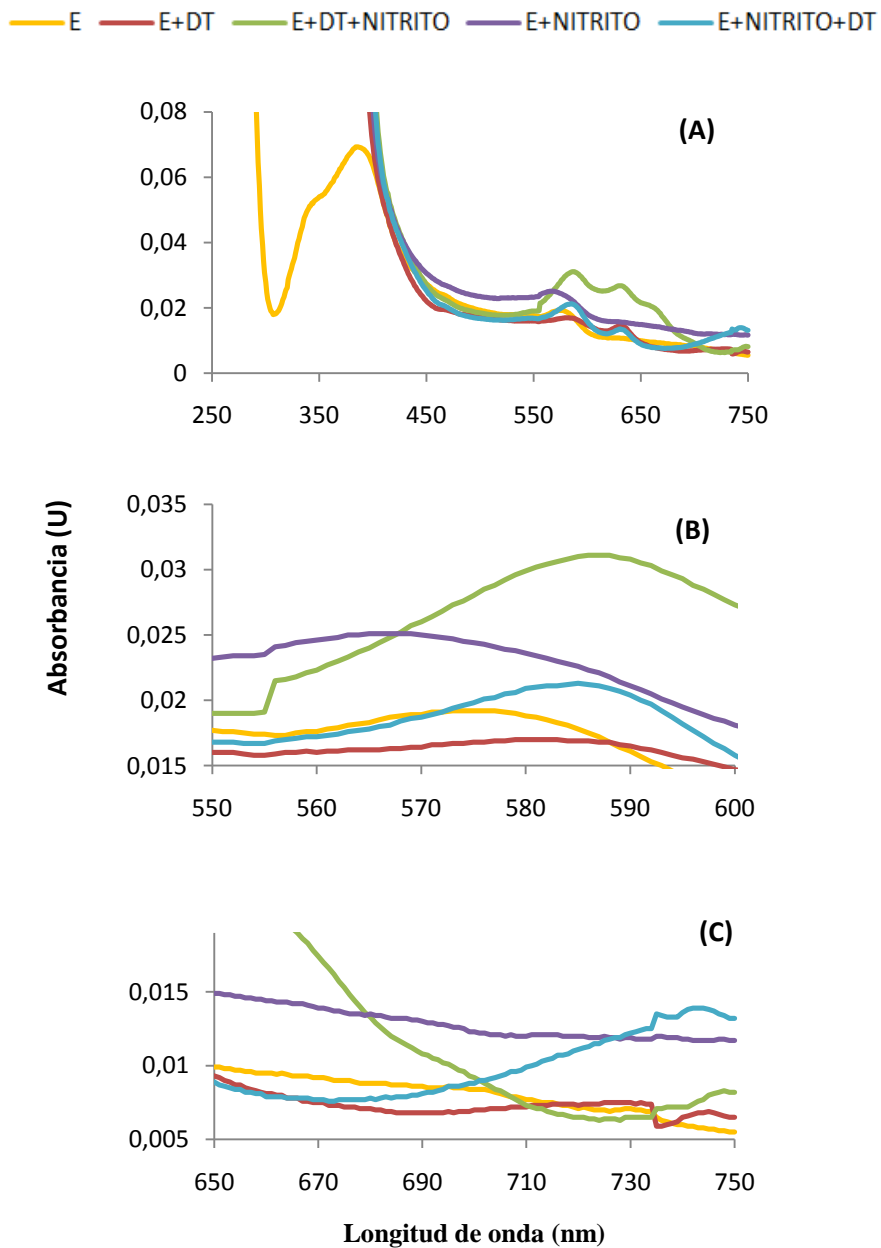 E E+DT E+DT+NITRITO E+NITRITO E+NITRITO+DT
(A)
0,08
0,06
0,04
0,02
0
250 350 450 550 650 750
Absorbancia (U)
(B)
0,035
0,03
0,025
0,02
0,015
550 560 570 580 590 600
(C)
0,015
0,01
0,005
650 670 690 710 730 750
Longitud de onda (nm)